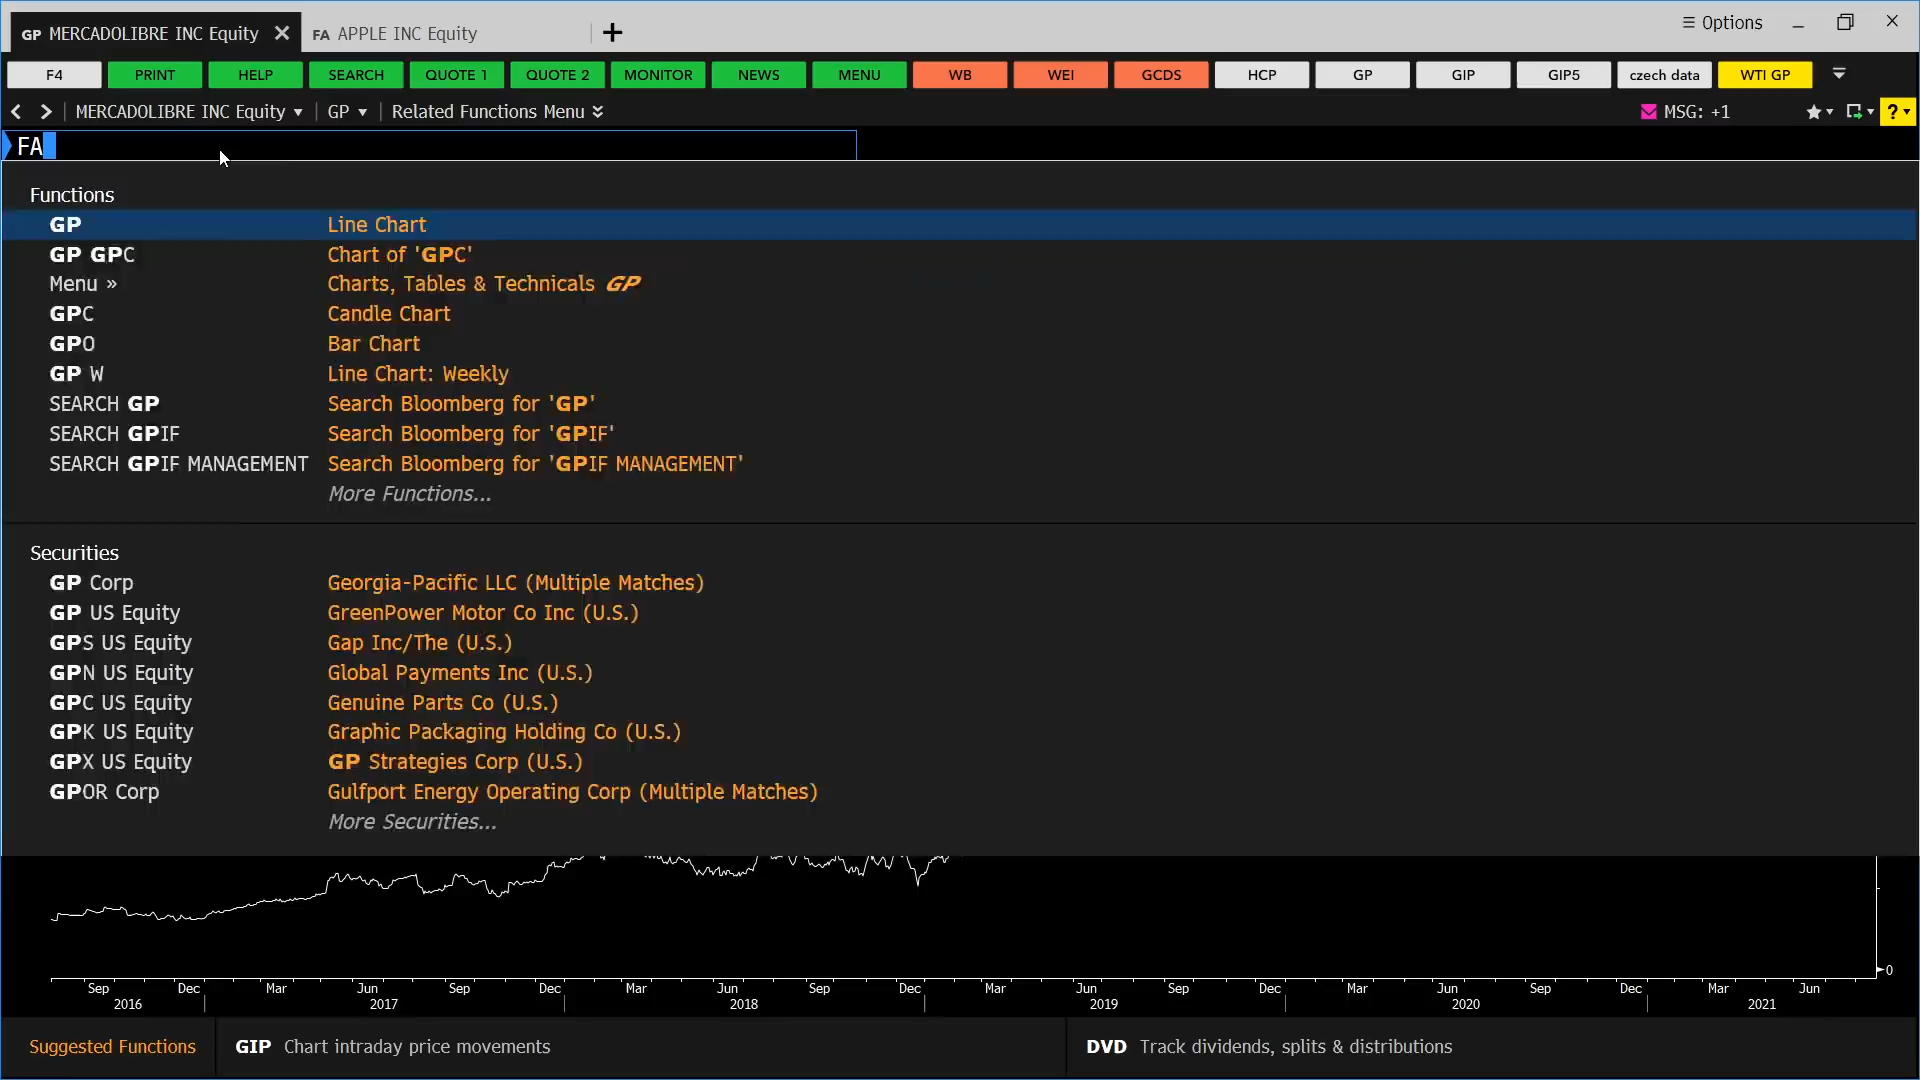 GP MERCADOLIBRE INC Equity FA APPLE INC Equity Options
F4 PRINT HELP SEARCH QUOTE 1 QUOTE 2 MONITOR NEWS MENU WB WEI GCDS HCP GP GIP GIP5 czech data WTI GP
MERCADOLIBRE INC Equity GP Related Functions Menu MSG: +1 ?
FA
Functions
GP Line Chart
GP GPC Chart of 'GPC'
Menu » Charts, Tables & Technicals GP
GPC Candle Chart
GPO Bar Chart
GP W Line Chart: Weekly
SEARCH GP Search Bloomberg for 'GP'
SEARCH GPIF Search Bloomberg for 'GPIF'
SEARCH GPIF MANAGEMENT Search Bloomberg for 'GPIF MANAGEMENT'
More Functions...
Securities
GP Corp Georgia-Pacific LLC (Multiple Matches)
GP US Equity GreenPower Motor Co Inc (U.S.)
GPS US Equity Gap Inc/The (U.S.)
GPN US Equity Global Payments Inc (U.S.)
GPC US Equity Genuine Parts Co (U.S.)
GPK US Equity Graphic Packaging Holding Co (U.S.)
GPX US Equity GP Strategies Corp (U.S.)
GPOR Corp Gulfport Energy Operating Corp (Multiple Matches)
More Securities...
0
Sep Dec Mar Jun Sep Dec Mar Jun Sep Dec Mar Jun Sep Dec Mar Jun Sep Dec Mar Jun
2016 2017 2018 2019 2020 2021
Suggested Functions GIP Chart intraday price movements DVD Track dividends, splits & distributions